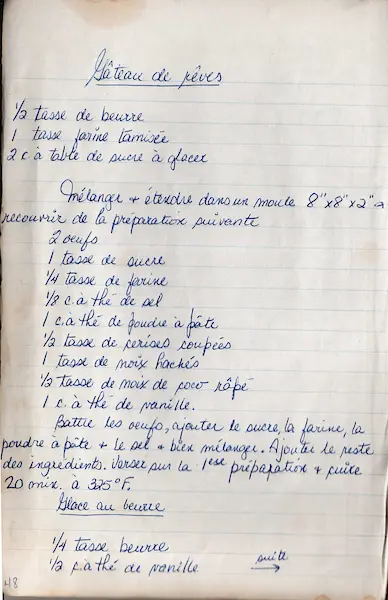 Gâteau de rêves
1/2 tasse de beurre
1 tasse farine tamisée
2 c. à table de sucre à glacer
Mélanger + étendre dans un moule 8"x8"x2" +
recouvrir de la préparation suivante
2 oeufs
1 tasse de sucre
1/4 tasse de farine
1/8 c. à thé de sel
1 c. à thé de poudre à pâte
1/2 tasse de cerises coupées
1 tasse de noix hachés
1/2 tasse de noix de coco râpé
1 c. à thé de vanille.
Battre les oeufs, ajouter le sucre, la farine, la
poudre à pâte + le sel + bien mélanger. Ajouter le reste
des ingrédients. Verser sur la 1ère préparation + cuire
20 min. à 325°F.
Glace au beurre
1/4 tasse beurre
1/2 c. à thé de vanille
suite →
48